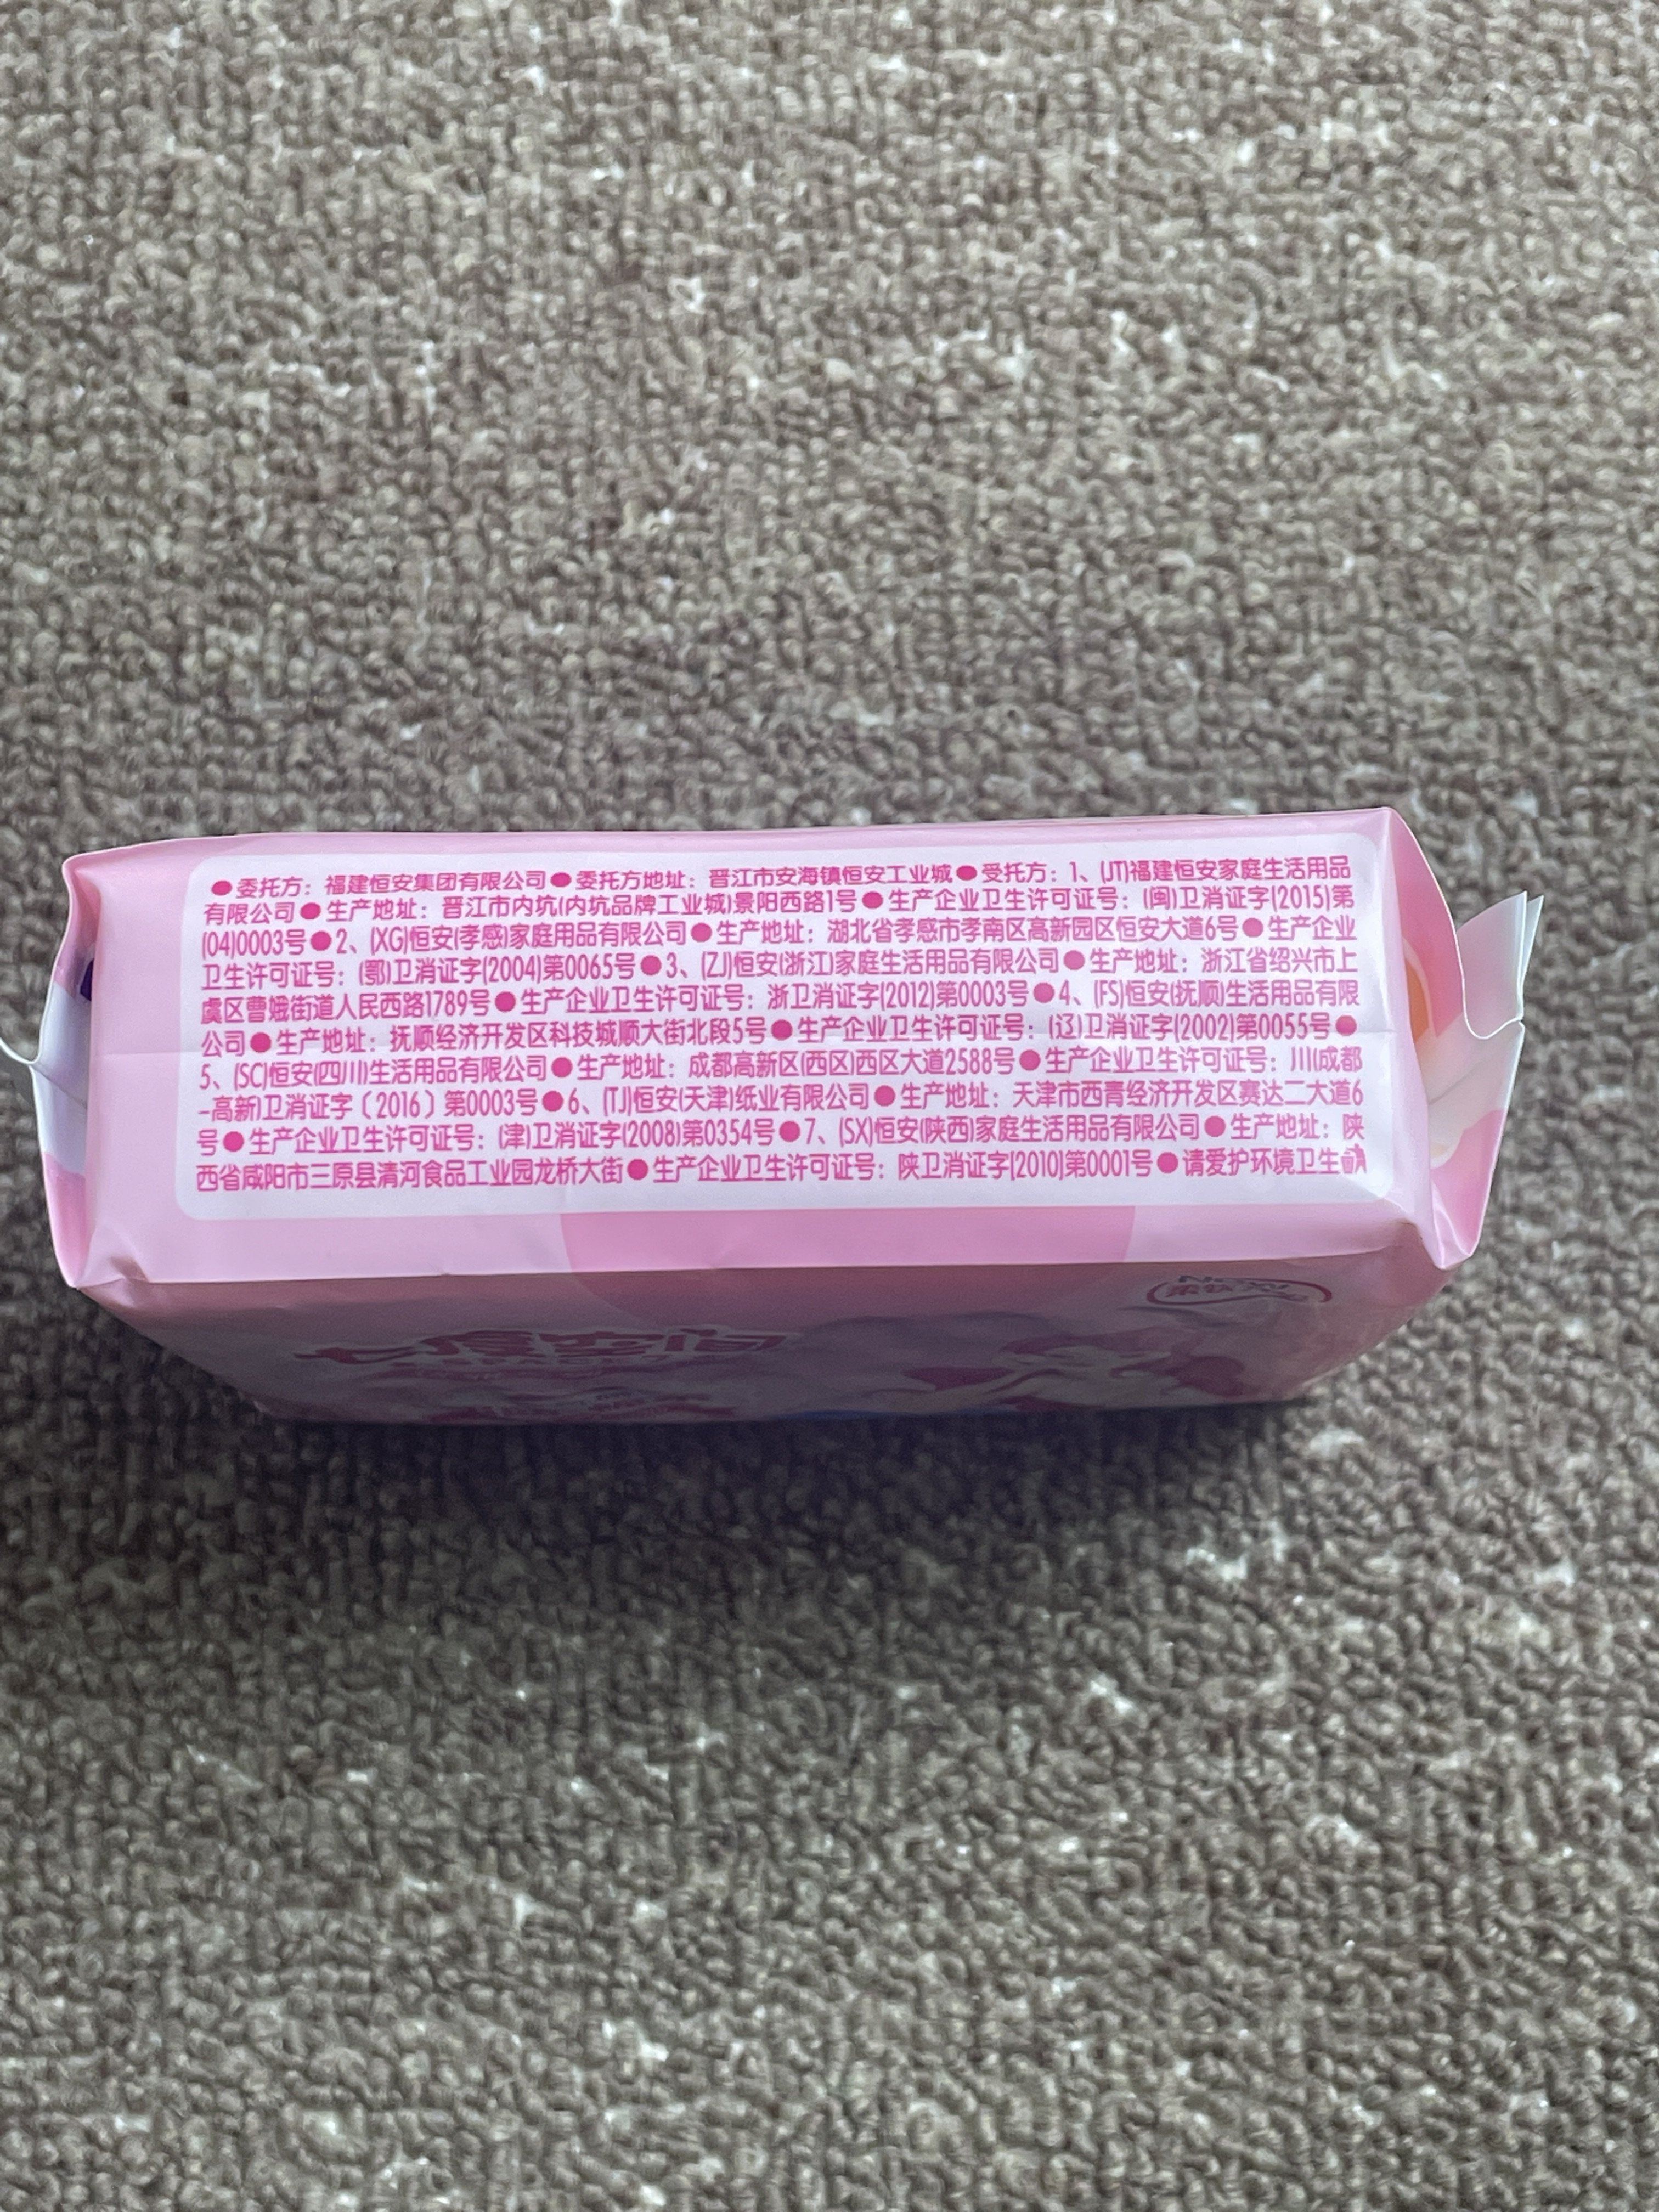 ●委托方：福建恒安集团有限公司●委托方地址：晋江市安海镇恒安工业城●受托方：1、(JT)福建恒安家庭生活用品
有限公司●生产地址：晋江市内坑(内坑品牌工业城)景阳西路1号●生产企业卫生许可证号：(闽)卫消证字(2015)第
(04)0003号●2、(XG)恒安(孝感)家庭用品有限公司●生产地址：湖北省孝感市孝南区高新园区恒安大道6号●生产企业
卫生许可证号：(鄂)卫消证字(2004)第0065号●3、(ZJ)恒安(浙江)家庭生活用品有限公司●生产地址：浙江省绍兴市上
虞区曹娥街道人民西路1789号●生产企业卫生许可证号：浙卫消证字(2012)第0003号●4、(FS)恒安(抚顺)生活用品有限
公司●生产地址：抚顺经济开发区科技城顺大街北段5号●生产企业卫生许可证号：(辽)卫消证字(2002)第0055号●
5、(SC)恒安(四川)生活用品有限公司●生产地址：成都高新区(西区)西区大道2588号●生产企业卫生许可证号：川(成都
-高新)卫消证字〔2016〕第0003号●6、(TJ)恒安(天津)纸业有限公司●生产地址：天津市西青经济开发区赛达二大道6
号●生产企业卫生许可证号：(津)卫消证字(2008)第0354号●7、(SX)恒安(陕西)家庭生活用品有限公司●生产地址：陕
西省咸阳市三原县清河食品工业园龙桥大街●生产企业卫生许可证号：陕卫消证字(2010)第0001号●请爱护环境卫生
NEW
七度空间